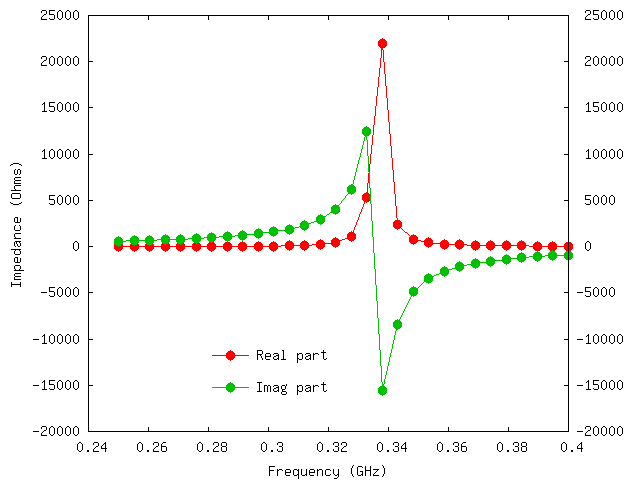 25000 25000
20000 20000
15000 15000
10000 10000
5000 5000
0 0
-5000 -5000
-10000 -10000
-15000 -15000
-20000 -20000
Impedance (Ohms)
Real part
Imag part
0.24 0.26 0.28 0.3 0.32 0.34 0.36 0.38 0.4
Frequency (GHz)